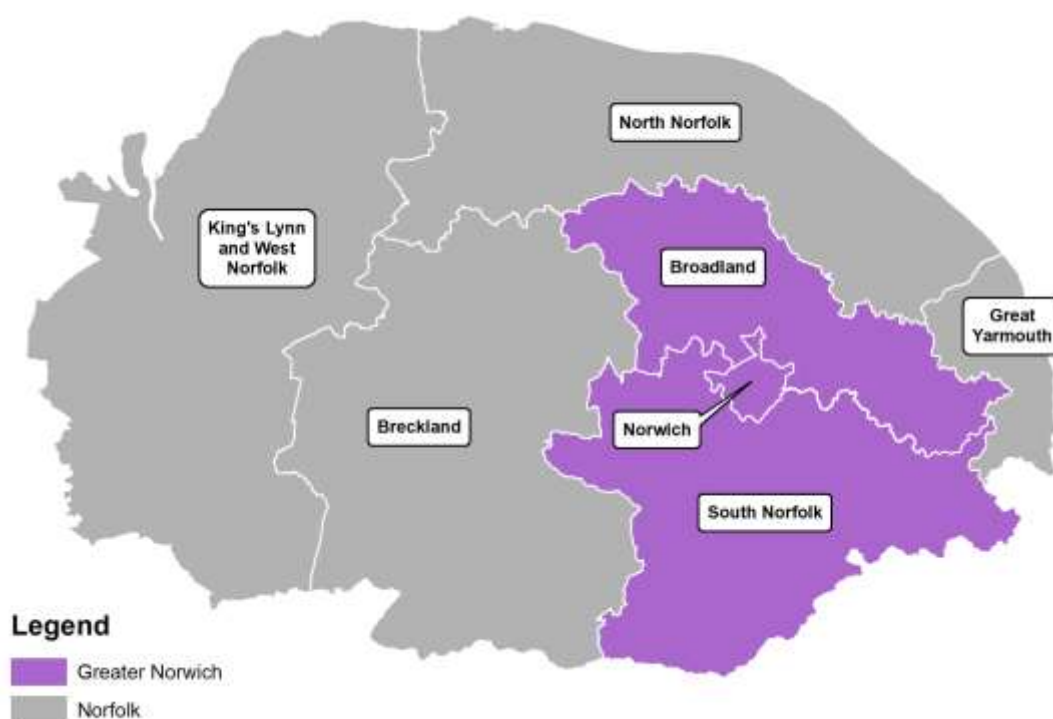 North Norfolk
King's Lynn
and West
Norfolk
Broadland
Great
Yarmouth
Breckland
Norwich
South Norfolk
Legend
Greater Norwich
Norfolk